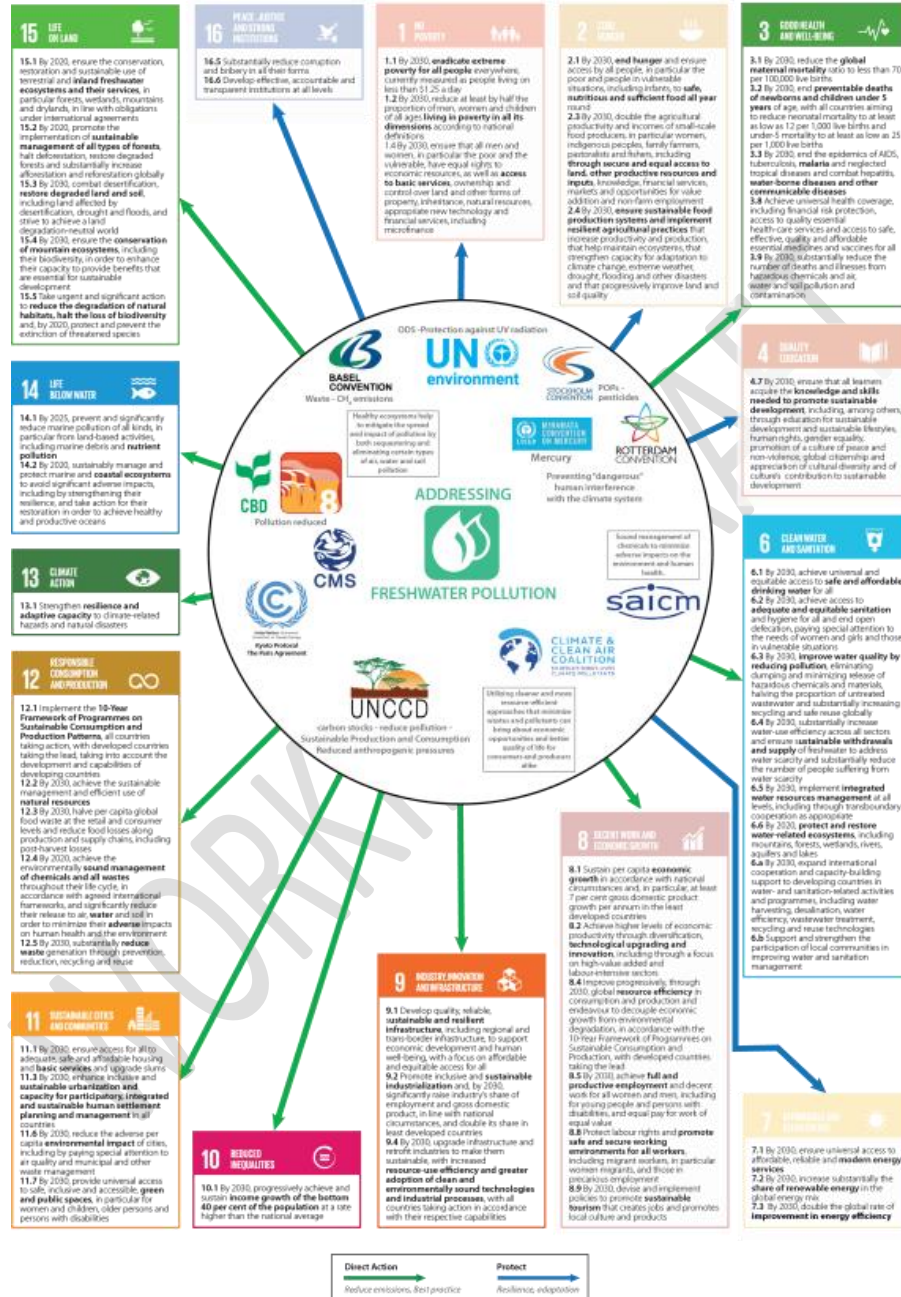 15 LIFE
ON LAND
15.1 By 2020, ensure the conservation,
restoration and sustainable use of
terrestrial and inland freshwater
ecosystems and their services, in
particular forests, wetlands, mountains
and drylands, in line with obligations
under international agreements
15.2 By 2020, promote the
implementation of sustainable
management of all types of forests,
halt deforestation, restore degraded
forests and substantially increase
afforestation and reforestation globally
15.3 By 2030, combat desertification,
restore degraded land and soil,
including land affected by
desertification, drought and floods, and
strive to achieve a land
degradation-neutral world
15.4 By 2030, ensure the conservation
of mountain ecosystems, including
their biodiversity, in order to enhance
their capacity to provide benefits that
are essential for sustainable
development
15.5 Take urgent and significant action
to reduce the degradation of natural
habitats, halt the loss of biodiversity
and, by 2020, protect and prevent the
extinction of threatened species
16 PEACE, JUSTICE
AND STRONG
INSTITUTIONS
16.5 Substantially reduce corruption
and bribery in all their forms
16.6 Develop effective, accountable and
transparent institutions at all levels
1 NO
POVERTY
1.1 By 2030, eradicate extreme
poverty for all people everywhere,
currently measured as people living on
less than $1.25 a day
1.2 By 2030, reduce at least by half the
proportion of men, women and children
of all ages living in poverty in all its
dimensions according to national
definitions
1.4 By 2030, ensure that all men and
women, in particular the poor and the
vulnerable, have equal rights to
economic resources, as well as access
to basic services, ownership and
control over land and other forms of
property, inheritance, natural resources,
appropriate new technology and
financial services, including
microfinance
2 ZERO
HUNGER
2.1 By 2030, end hunger and ensure
access by all people, in particular the
poor and people in vulnerable
situations, including infants, to safe,
nutritious and sufficient food all year
round
2.3 By 2030, double the agricultural
productivity and incomes of small-scale
food producers, in particular women,
indigenous peoples, family farmers,
pastoralists and fishers, including
through secure and equal access to
land, other productive resources and
inputs, knowledge, financial services,
markets and opportunities for value
addition and non-farm employment
2.4 By 2030, ensure sustainable food
production systems and implement
resilient agricultural practices that
increase productivity and production,
that help maintain ecosystems, that
strengthen capacity for adaptation to
climate change, extreme weather,
drought, flooding and other disasters
and that progressively improve land and
soil quality
3 GOOD HEALTH
AND WELL-BEING
3.1 By 2030, reduce the global
maternal mortality ratio to less than 70
per 100,000 live births
3.2 By 2030, end preventable deaths
of newborns and children under 5
years of age, with all countries aiming
to reduce neonatal mortality to at least
as low as 12 per 1,000 live births and
under-5 mortality to at least as low as 25
per 1,000 live births
3.3 By 2030, end the epidemics of AIDS,
tuberculosis, malaria and neglected
tropical diseases and combat hepatitis,
water-borne diseases and other
communicable diseases
3.8 Achieve universal health coverage,
including financial risk protection,
access to quality essential
health-care services and access to safe,
effective, quality and affordable
essential medicines and vaccines for all
3.9 By 2030, substantially reduce the
number of deaths and illnesses from
hazardous chemicals and air,
water and soil pollution and
contamination
4 QUALITY
EDUCATION
4.7 By 2030, ensure that all learners
acquire the knowledge and skills
needed to promote sustainable
development, including, among others,
through education for sustainable
development and sustainable lifestyles,
human rights, gender equality,
promotion of a culture of peace and
non-violence, global citizenship and
appreciation of cultural diversity and of
culture's contribution to sustainable
development
14 LIFE
BELOW WATER
14.1 By 2025, prevent and significantly
reduce marine pollution of all kinds, in
particular from land-based activities,
including marine debris and nutrient
pollution
14.2 By 2020, sustainably manage and
protect marine and coastal ecosystems
to avoid significant adverse impacts,
including by strengthening their
resilience, and take action for their
restoration in order to achieve healthy
and productive oceans
13 CLIMATE
ACTION
13.1 Strengthen resilience and
adaptive capacity to climate-related
hazards and natural disasters
ODS -Protection against UV radiation
BASEL
CONVENTION
Waste - CH4 emissions
UN
environment
STOCKHOLM
CONVENTION
POPs -
pesticides
MINAMATA
CONVENTION
ON MERCURY
Mercury
ROTTERDAM
CONVENTION
Healthy ecosystems help
to mitigate the spread
and impact of pollution by
both sequestering and
eliminating certain types
of air, water and soil
pollution
Preventing "dangerous"
human interference
with the climate system
CBD
Pollution reduced
ADDRESSING
FRESHWATER POLLUTION
CMS
Kyoto Protocol
The Paris Agreement
Sound management of
chemicals to minimize
adverse impacts on the
environment and human
health.
saicm
CLIMATE &
CLEAN AIR
COALITION
UNCCD
-carbon stocks - reduce pollution -
Sustainable Production and Consumption
Reduced anthropogenic pressures
Utilizing cleaner and more
resource efficient
approaches that minimize
wastes and pollutants can
bring about economic
opportunities and better
quality of life for
consumers and producers
alike
6 CLEAN WATER
AND SANITATION
6.1 By 2030, achieve universal and
equitable access to safe and affordable
drinking water for all
6.2 By 2030, achieve access to
adequate and equitable sanitation
and hygiene for all and end open
defecation, paying special attention to
the needs of women and girls and those
in vulnerable situations
6.3 By 2030, improve water quality by
reducing pollution, eliminating
dumping and minimizing release of
hazardous chemicals and materials,
halving the proportion of untreated
wastewater and substantially increasing
recycling and safe reuse globally
6.4 By 2030, substantially increase
water-use efficiency across all sectors
and ensure sustainable withdrawals
and supply of freshwater to address
water scarcity and substantially reduce
the number of people suffering from
water scarcity
6.5 By 2030, implement integrated
water resources management at all
levels, including through transboundary
cooperation as appropriate
6.6 By 2020, protect and restore
water-related ecosystems, including
mountains, forests, wetlands, rivers,
aquifers and lakes
6.a By 2030, expand international
cooperation and capacity-building
support to developing countries in
water- and sanitation-related activities
and programmes, including water
harvesting, desalination, water
efficiency, wastewater treatment,
recycling and reuse technologies
6.b Support and strengthen the
participation of local communities in
improving water and sanitation
management
12 RESPONSIBLE
CONSUMPTION
AND PRODUCTION
12.1 Implement the 10-Year
Framework of Programmes on
Sustainable Consumption and
Production Patterns, all countries
taking action, with developed countries
taking the lead, taking into account the
development and capabilities of
developing countries
12.2 By 2030, achieve the sustainable
management and efficient use of
natural resources
12.3 By 2030, halve per capita global
food waste at the retail and consumer
levels and reduce food losses along
production and supply chains, including
post-harvest losses
12.4 By 2020, achieve the
environmentally sound management
of chemicals and all wastes
throughout their life cycle, in
accordance with agreed international
frameworks, and significantly reduce
their release to air, water and soil in
order to minimize their adverse impacts
on human health and the environment
12.5 By 2030, substantially reduce
waste generation through prevention,
reduction, recycling and reuse
11 SUSTAINABLE CITIES
AND COMMUNITIES
11.1 By 2030, ensure access for all to
adequate, safe and affordable housing
and basic services and upgrade slums
11.3 By 2030, enhance inclusive and
sustainable urbanization and
capacity for participatory, integrated
and sustainable human settlement
planning and management in all
countries
11.6 By 2030, reduce the adverse per
capita environmental impact of cities,
including by paying special attention to
air quality and municipal and other
waste management
11.7 By 2030, provide universal access
to safe, inclusive and accessible, green
and public spaces, in particular for
women and children, older persons and
persons with disabilities
10 REDUCED
INEQUALITIES
10.1 By 2030, progressively achieve and
sustain income growth of the bottom
40 per cent of the population at a rate
higher than the national average
9 INDUSTRY, INNOVATION
AND INFRASTRUCTURE
9.1 Develop quality, reliable,
sustainable and resilient
infrastructure, including regional and
trans-border infrastructure, to support
economic development and human
well-being, with a focus on affordable
and equitable access for all
9.2 Promote inclusive and sustainable
industrialization and, by 2030,
significantly raise industry's share of
employment and gross domestic
product, in line with national
circumstances, and double its share in
least developed countries
9.4 By 2030, upgrade infrastructure and
retrofit industries to make them
sustainable, with increased
resource-use efficiency and greater
adoption of clean and
environmentally sound technologies
and industrial processes, with all
countries taking action in accordance
with their respective capabilities
8 DECENT WORK AND
ECONOMIC GROWTH
8.1 Sustain per capita economic
growth in accordance with national
circumstances and, in particular, at least
7 per cent gross domestic product
growth per annum in the least
developed countries
8.2 Achieve higher levels of economic
productivity through diversification,
technological upgrading and
innovation, including through a focus
on high-value added and
labour-intensive sectors
8.4 Improve progressively, through
2030, global resource efficiency in
consumption and production and
endeavour to decouple economic
growth from environmental
degradation, in accordance with the
10-Year Framework of Programmes on
Sustainable Consumption and
Production, with developed countries
taking the lead
8.5 By 2030, achieve full and
productive employment and decent
work for all women and men, including
for young people and persons with
disabilities, and equal pay for work of
equal value
8.8 Protect labour rights and promote
safe and secure working
environments for all workers,
including migrant workers, in particular
women migrants, and those in
precarious employment
8.9 By 2030, devise and implement
policies to promote sustainable
tourism that creates jobs and promotes
local culture and products
7
7.1 By 2030, ensure universal access to
affordable, reliable and modern energy
services
7.2 By 2030, increase substantially the
share of renewable energy in the
global energy mix
7.3 By 2030, double the global rate of
improvement in energy efficiency
Direct Action
Reduce emissions, Best practice
Protect
Resilience, adaptation